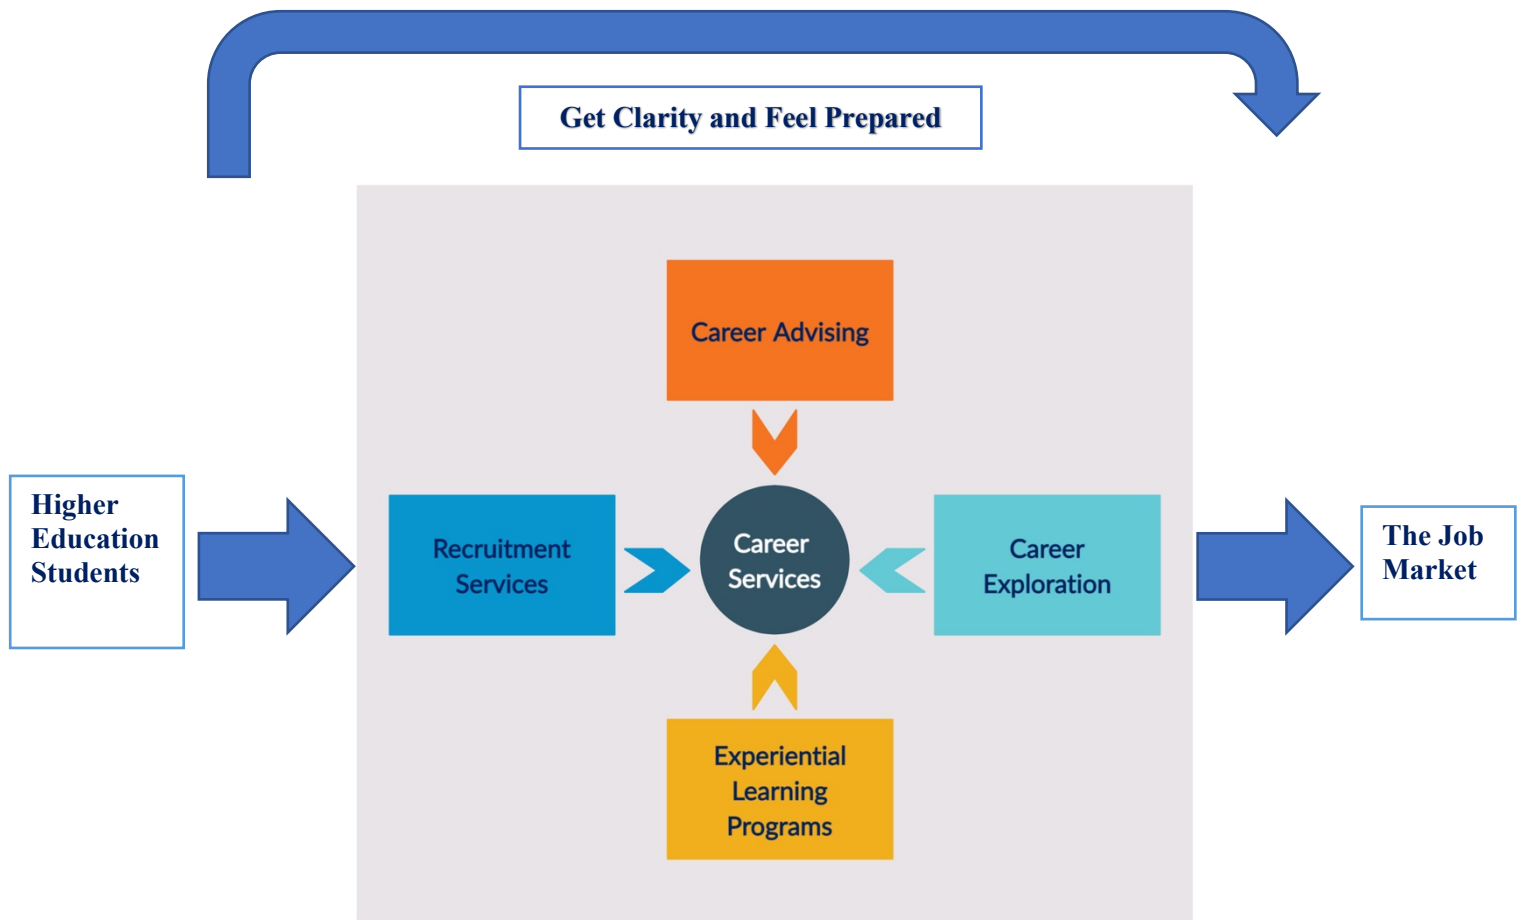 Get Clarity and Feel Prepared
Career Advising
Higher
Education
Students
Recruitment
Services
Career
Services
Career
Exploration
The Job
Market
Experiential
Learning
Programs